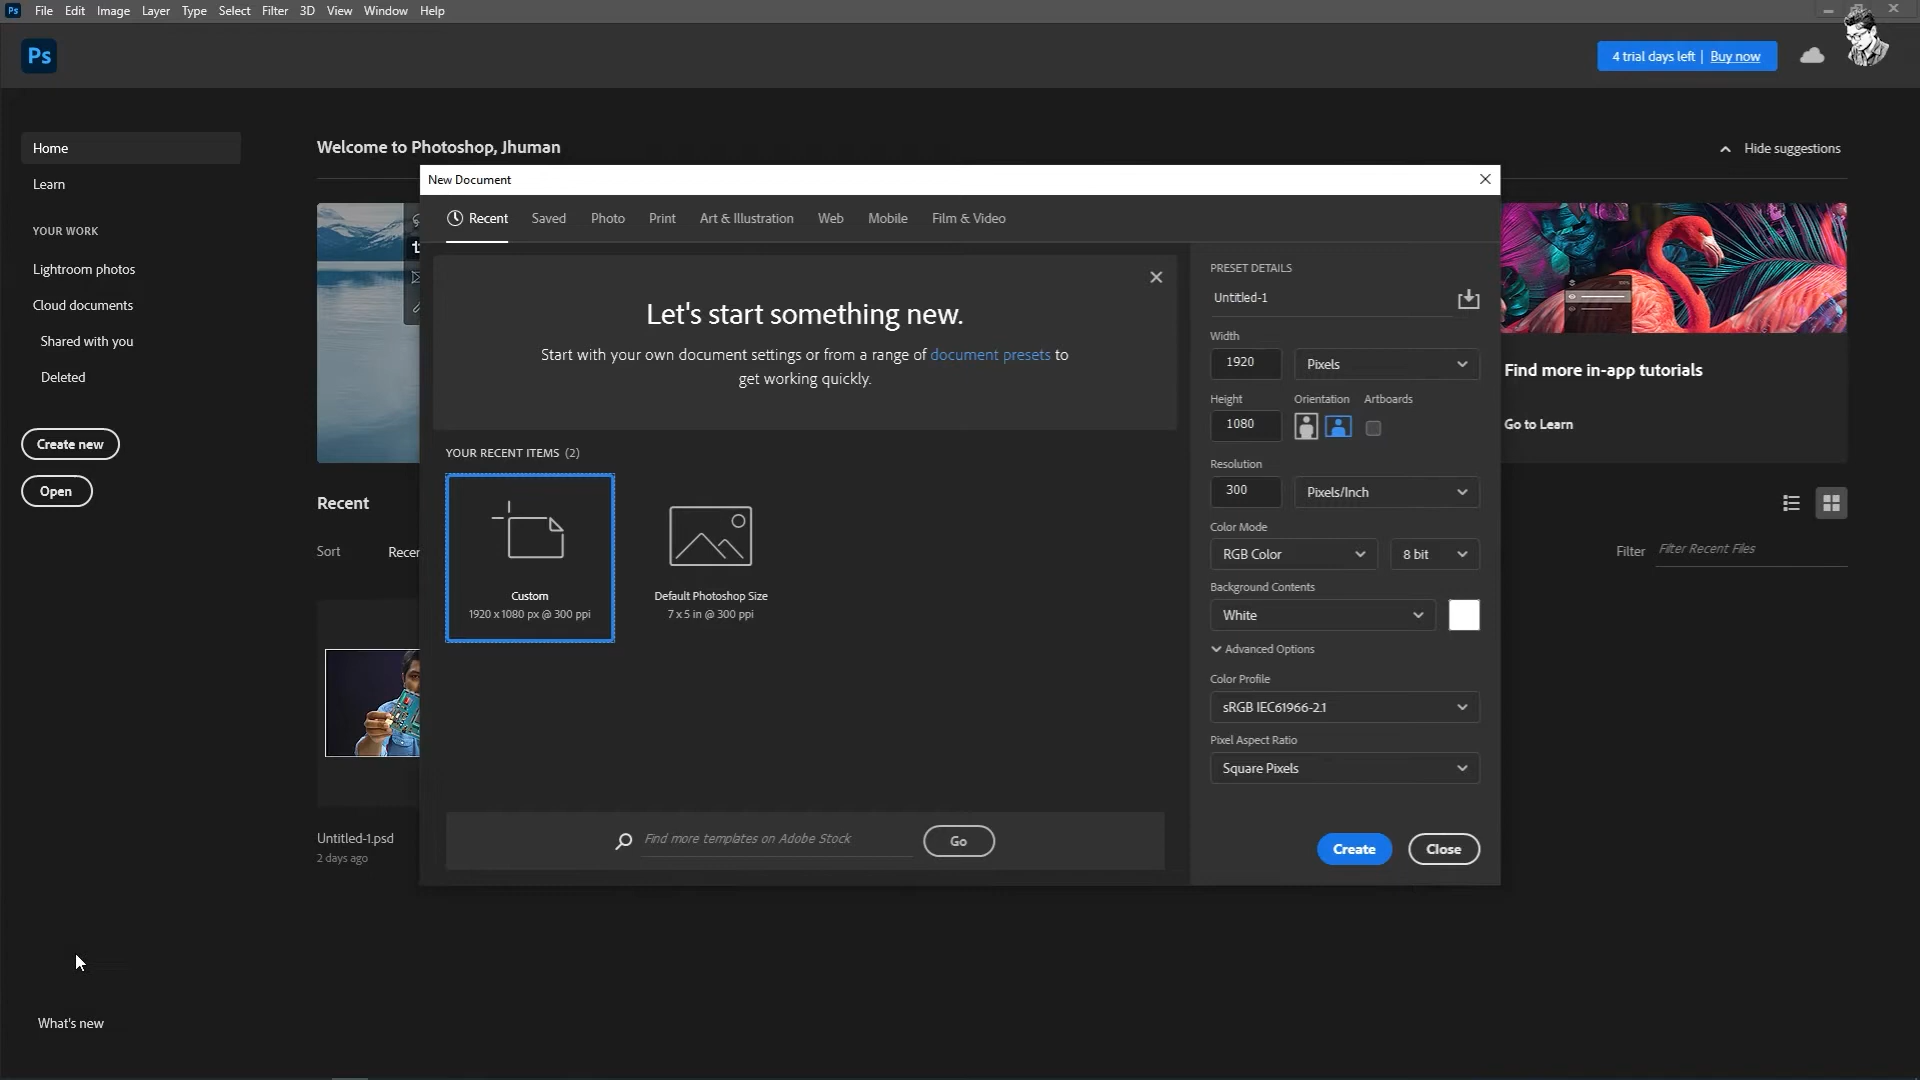 Ps File Edit Image Layer Type Select Filter 3D View Window Help
Ps
4 trial days left | Buy now
Home
Learn
YOUR WORK
Lightroom photos
Cloud documents
Shared with you
Deleted
Create new
Open
What's new
Welcome to Photoshop, Jhuman
Hide suggestions
New Document
Recent Saved Photo Print Art & Illustration Web Mobile Film & Video
Let's start something new.
Start with your own document settings or from a range of document presets to
get working quickly.
YOUR RECENT ITEMS (2)
Custom
1920 x 1080 px @ 300 ppi
Default Photoshop Size
7 x 5 in @ 300 ppi
Find more templates on Adobe Stock
Go
PRESET DETAILS
Untitled-1
Width
1920 Pixels
Height Orientation Artboards
1080
Resolution
300 Pixels/Inch
Color Mode
RGB Color 8 bit
Background Contents
White
Advanced Options
Color Profile
sRGB IEC61966-2.1
Pixel Aspect Ratio
Square Pixels
Create Close
Find more in-app tutorials
Go to Learn
Recent
Sort Recen
Filter Filter Recent Files
Untitled-1.psd
2 days ago